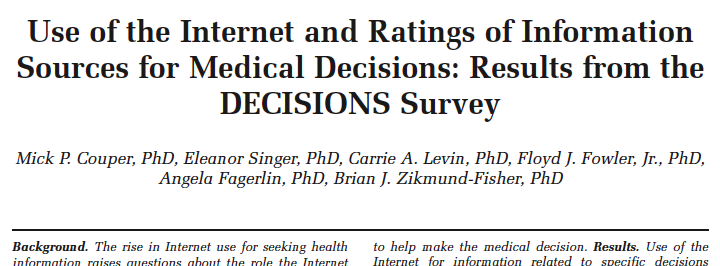 Use of the Internet and Ratings of Information
Sources for Medical Decisions: Results from the
DECISIONS Survey
Mick P. Couper, PhD, Eleanor Singer, PhD, Carrie A. Levin, PhD, Floyd J. Fowler, Jr., PhD,
Angela Fagerlin, PhD, Brian J. Zikmund-Fisher, PhD
Background. The rise in Internet use for seeking health
information raises questions about the role the Internet
to help make the medical decision. Results. Use of the
Internet for information related to specific decisions